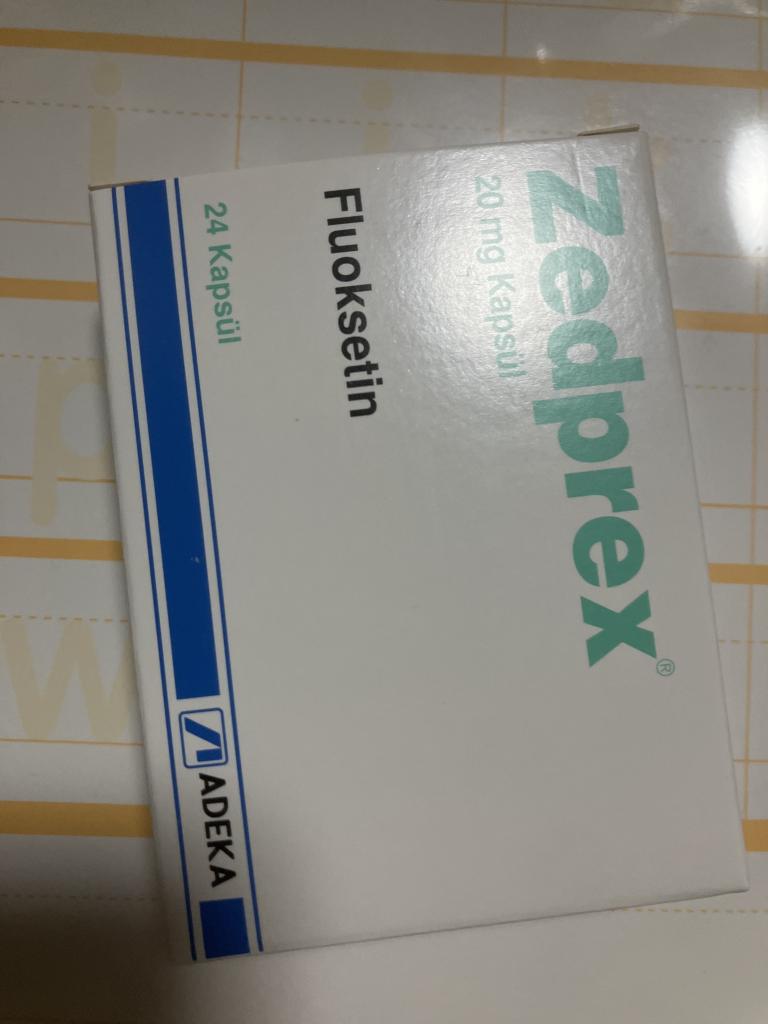 Zedprex®
20 mg Kapsül
Fluoksetin
24 Kapsül
ADEKA
i
i
p
w